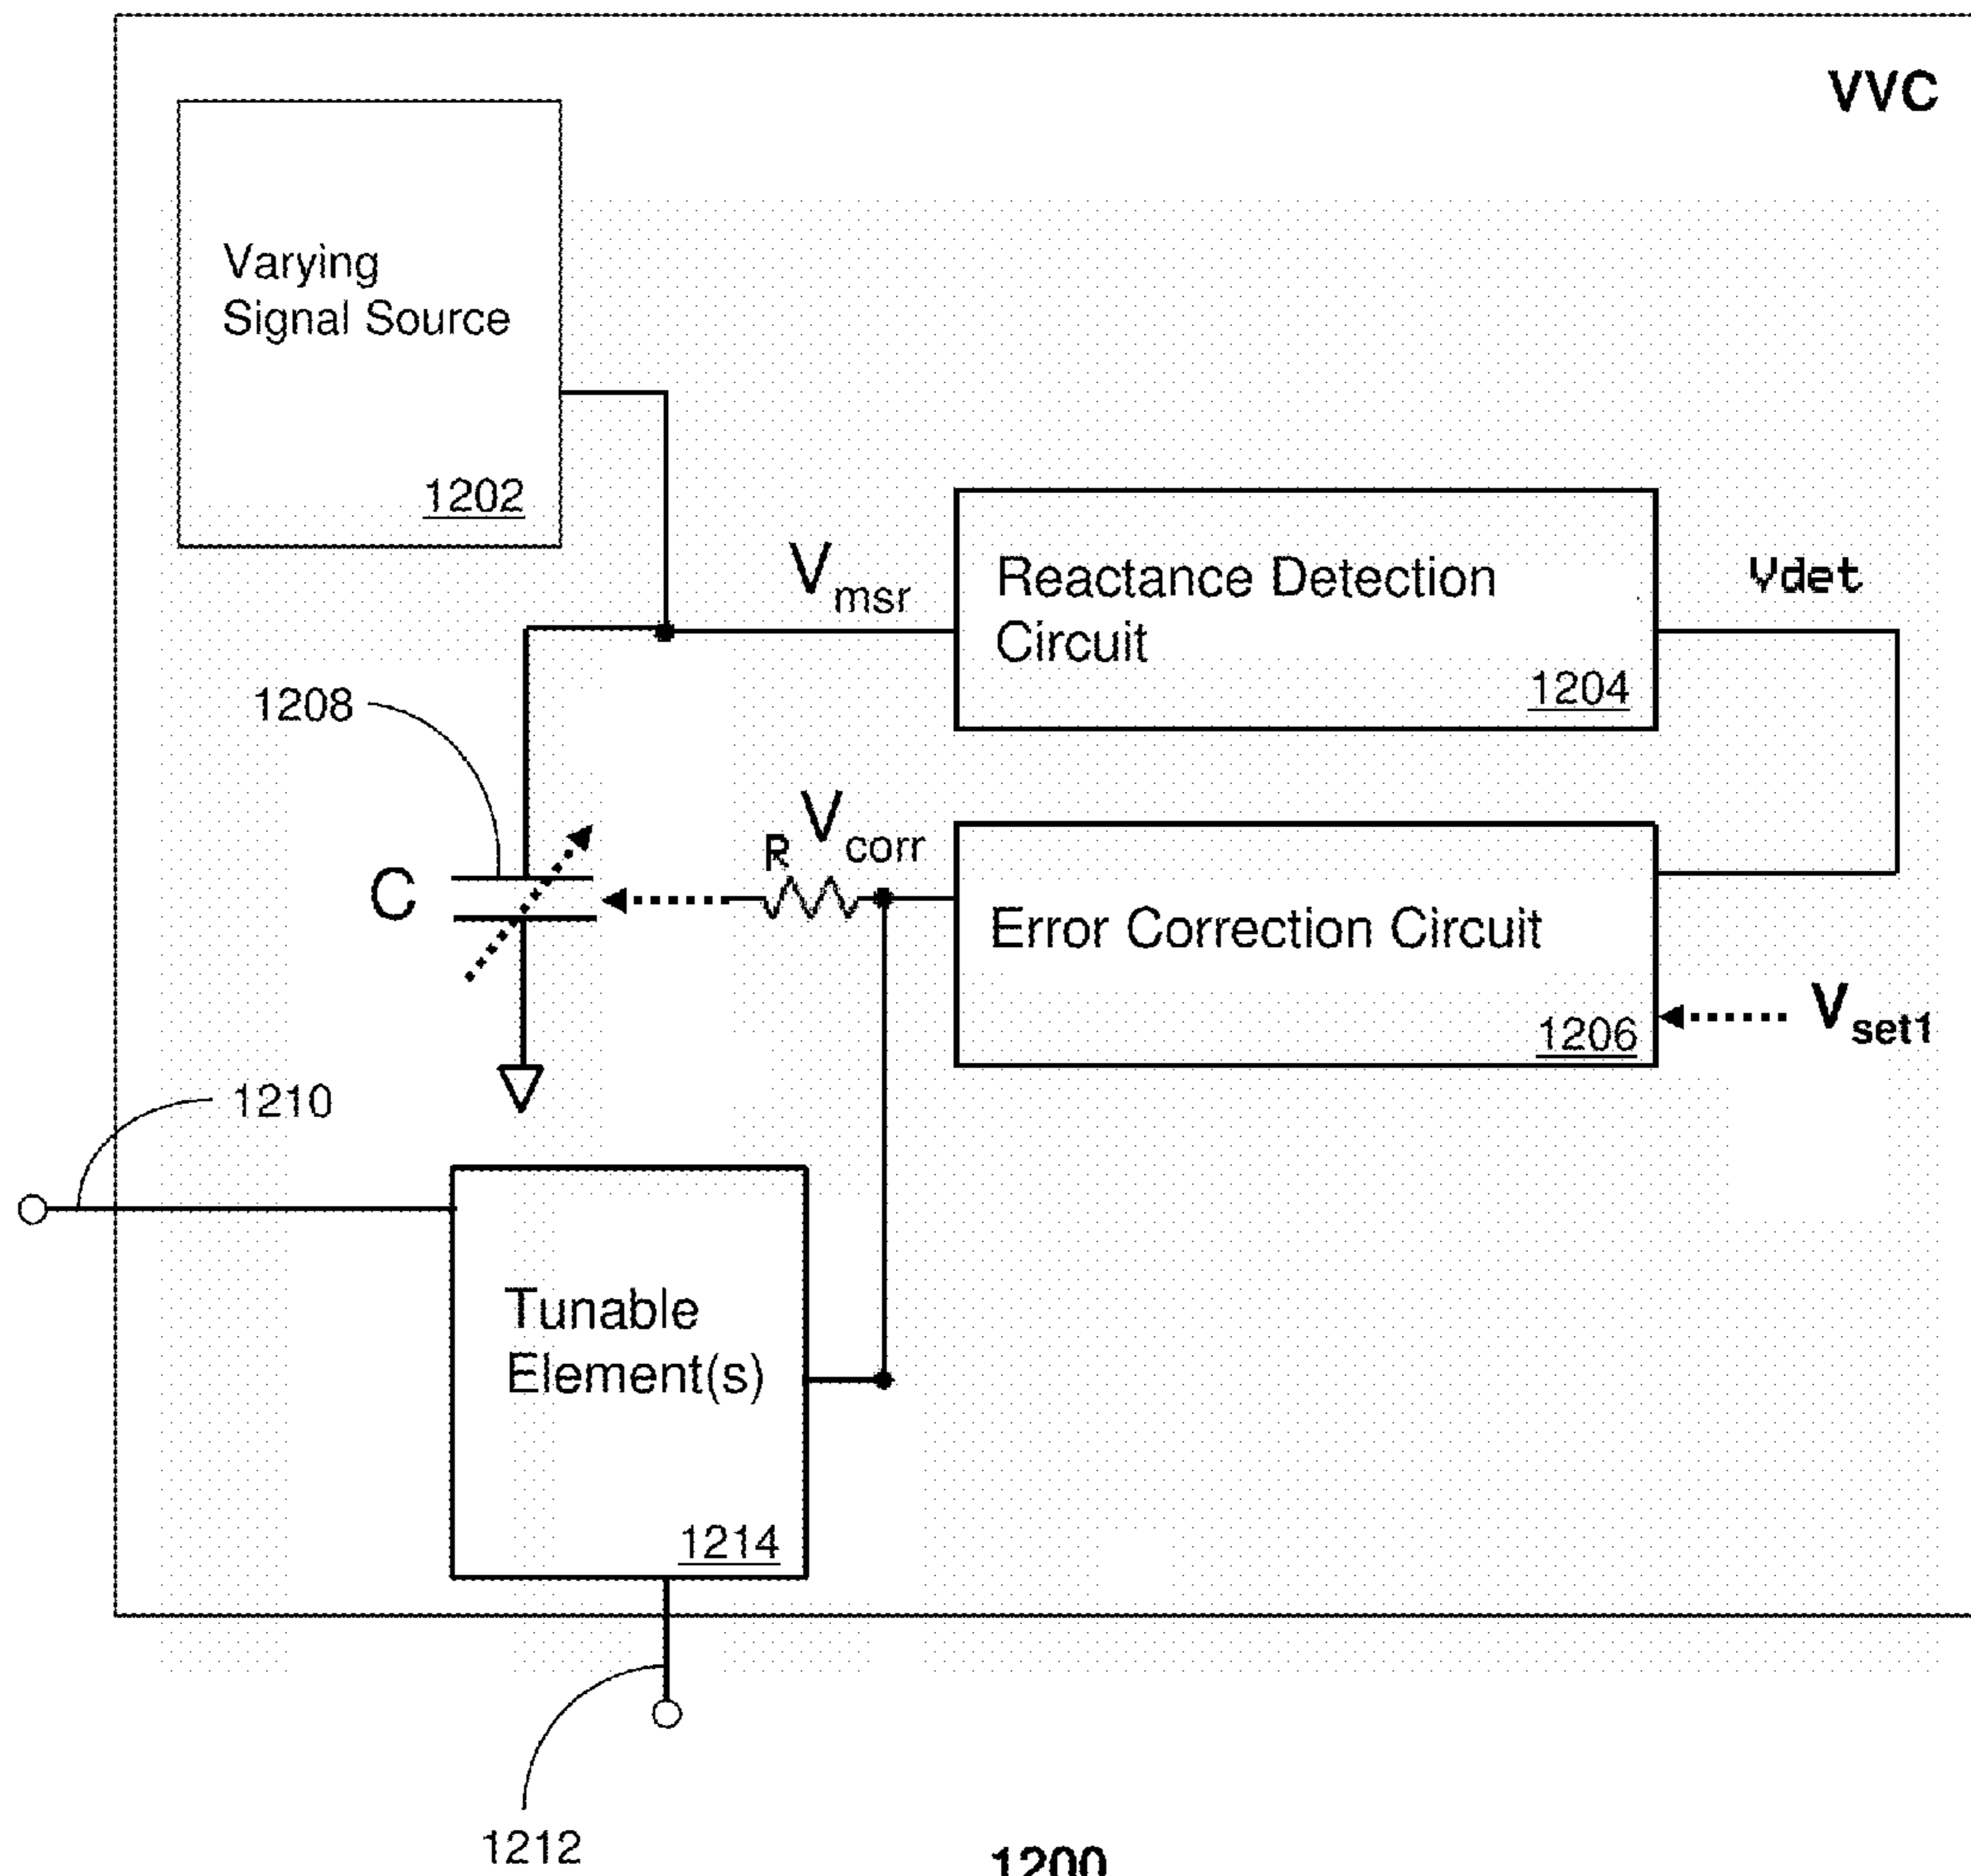 VVC
Varying
Signal Source
1202
Vmsr
Reactance Detection
Circuit
1204
Vdet
1208
C
R
Vcorr
Error Correction Circuit
1206
Vset1
1210
Tunable
Element(s)
1214
1212
1200